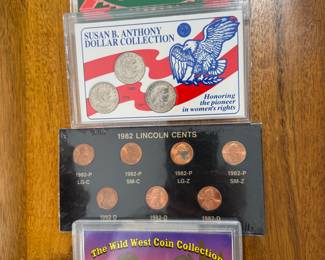 SUSAN B. ANTHONY
DOLLAR COLLECTION
Honoring
the pioneer
in women's rights
1982 LINCOLN CENTS
1982-P 1982-P 1982-P 1982-P
LG-C SM-C LG-Z SM-Z
1982-D 1982-D 1982-D
The Wild West Coin Collection